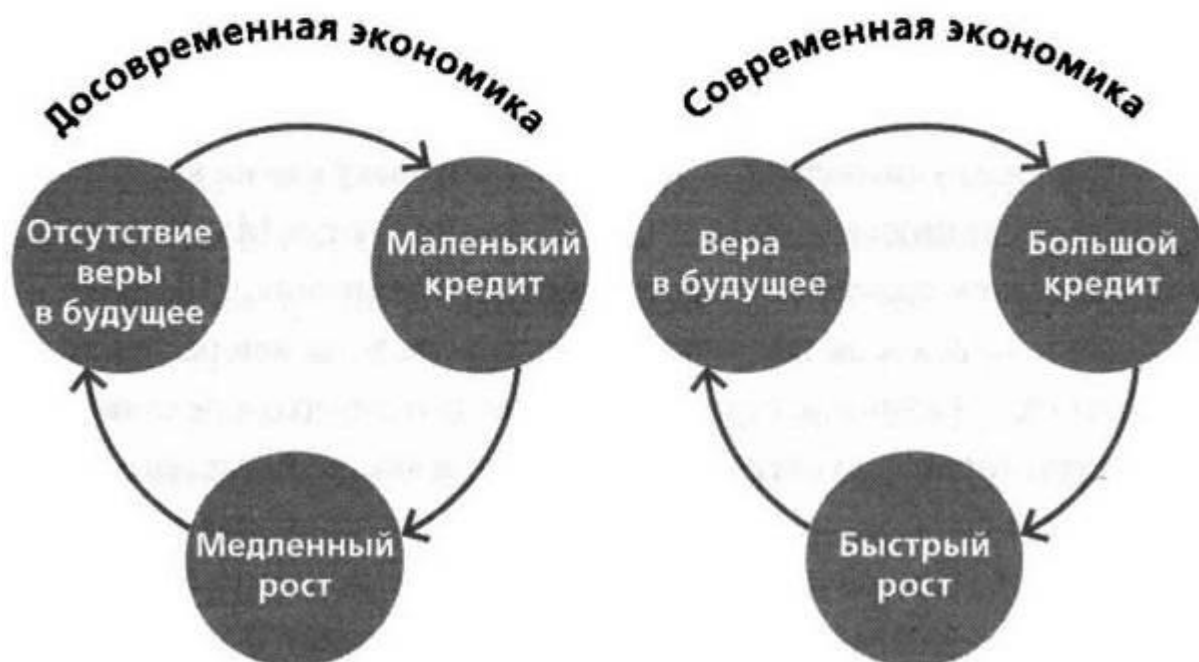 Досовременная экономика
Отсутствие
веры
в будущее
Маленький
кредит
Медленный
рост
Современная экономика
Вера
в будущее
Большой
кредит
Быстрый
рост